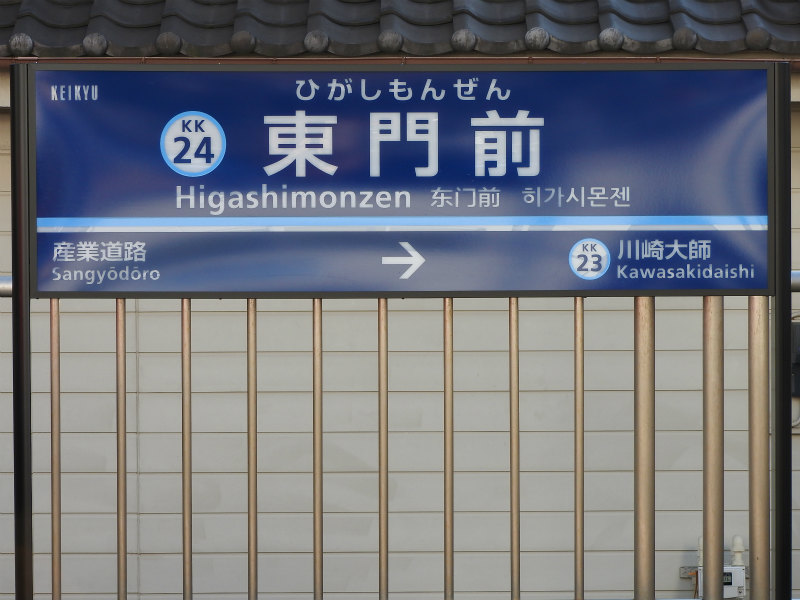 KEIKYU
ひがしもんぜん
KK
24
東門前
Higashimonzen 东门前 히가시몬젠
産業道路
Sangyōdōro
→
KK
23
川崎大師
Kawasakidaishi